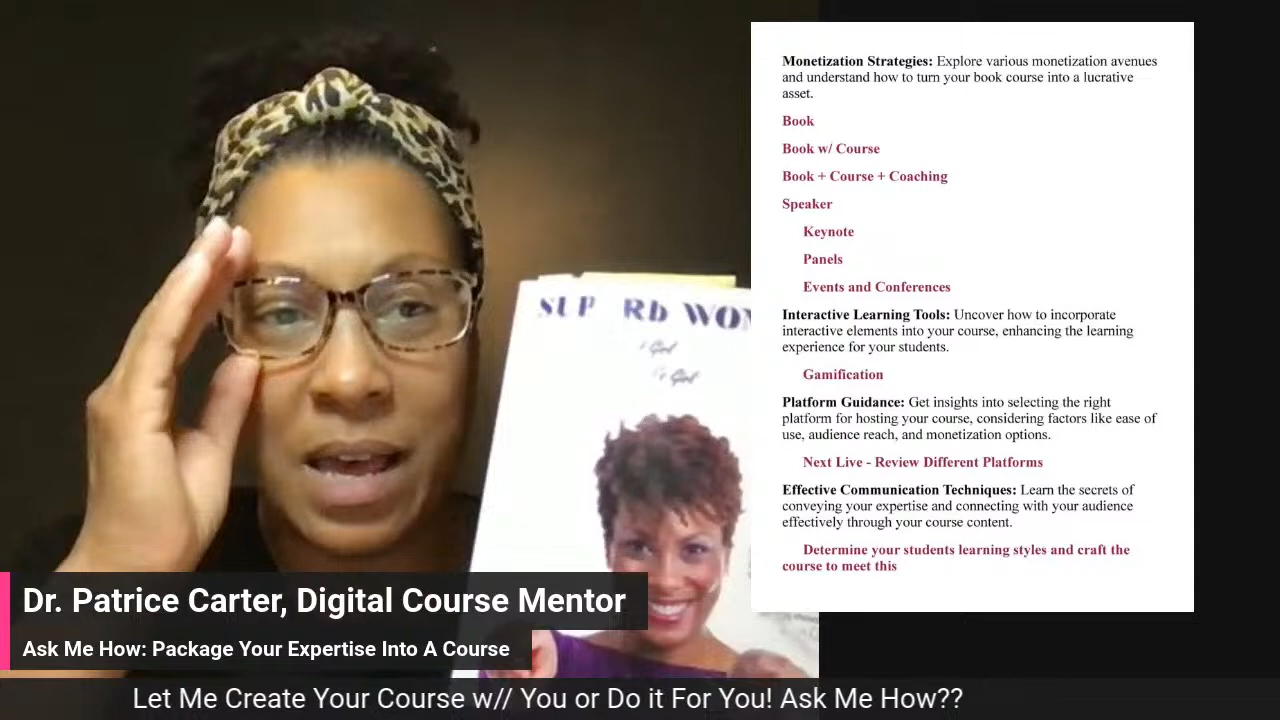 SUP Rb WO
Girl
Girl
Monetization Strategies: Explore various monetization avenues
and understand how to turn your book course into a lucrative
asset.
Book
Book w/ Course
Book + Course + Coaching
Speaker
Keynote
Panels
Events and Conferences
Interactive Learning Tools: Uncover how to incorporate
interactive elements into your course, enhancing the learning
experience for your students.
Gamification
Platform Guidance: Get insights into selecting the right
platform for hosting your course, considering factors like ease of
use, audience reach, and monetization options.
Next Live - Review Different Platforms
Effective Communication Techniques: Learn the secrets of
conveying your expertise and connecting with your audience
effectively through your course content.
Determine your students learning styles and craft the
course to meet this
Dr. Patrice Carter, Digital Course Mentor
Ask Me How: Package Your Expertise Into A Course
Let Me Create Your Course w// You or Do it For You! Ask Me How??